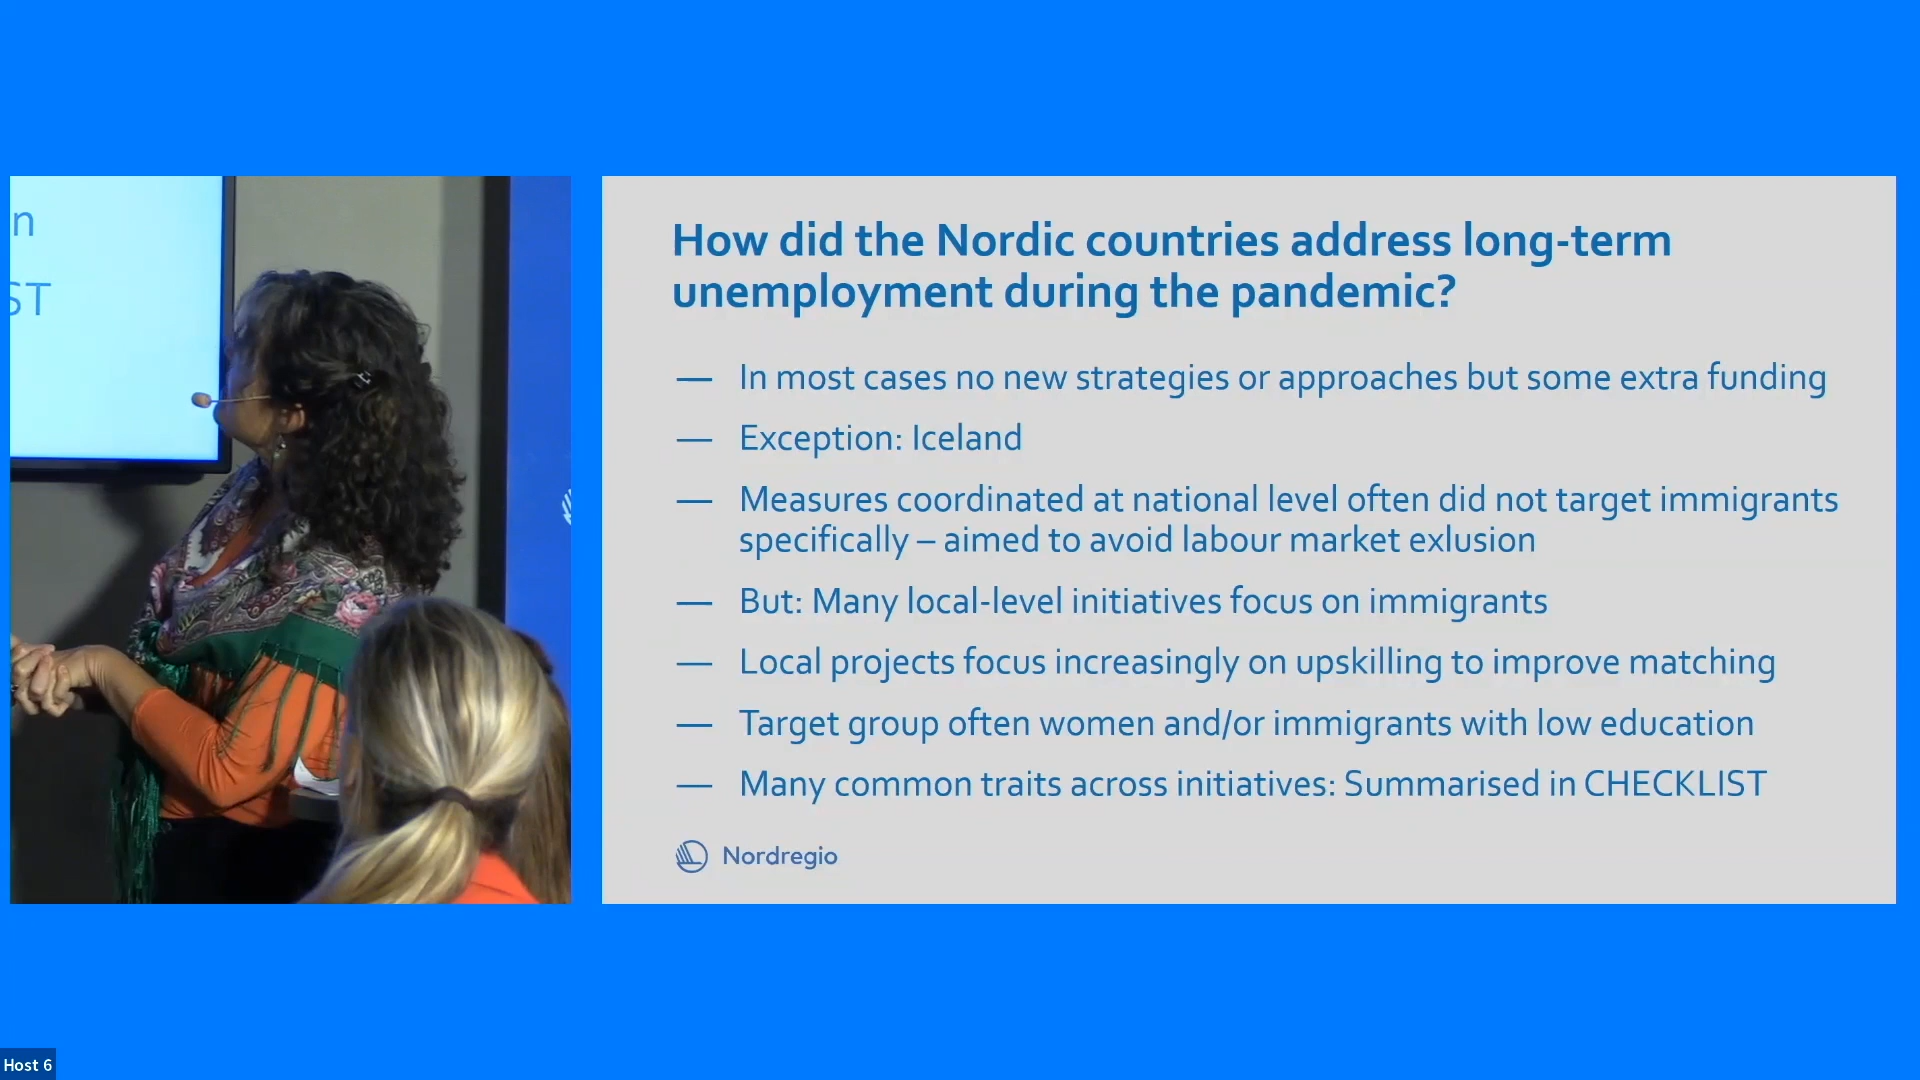 n
ST
How did the Nordic countries address long-term
unemployment during the pandemic?
— In most cases no new strategies or approaches but some extra funding
— Exception: Iceland
— Measures coordinated at national level often did not target immigrants
specifically – aimed to avoid labour market exlusion
— But: Many local-level initiatives focus on immigrants
— Local projects focus increasingly on upskilling to improve matching
— Target group often women and/or immigrants with low education
— Many common traits across initiatives: Summarised in CHECKLIST
Nordregio
Host 6